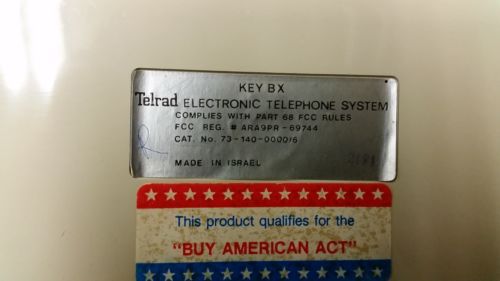 KEY BX
Telrad ELECTRONIC TELEPHONE SYSTEM
COMPLIES WITH PART 68 FCC RULES
FCC REG. # ARA9PR-69744
CAT. No. 73-140-0000/6
MADE IN ISRAEL
This product qualifies for the
"BUY AMERICAN ACT"